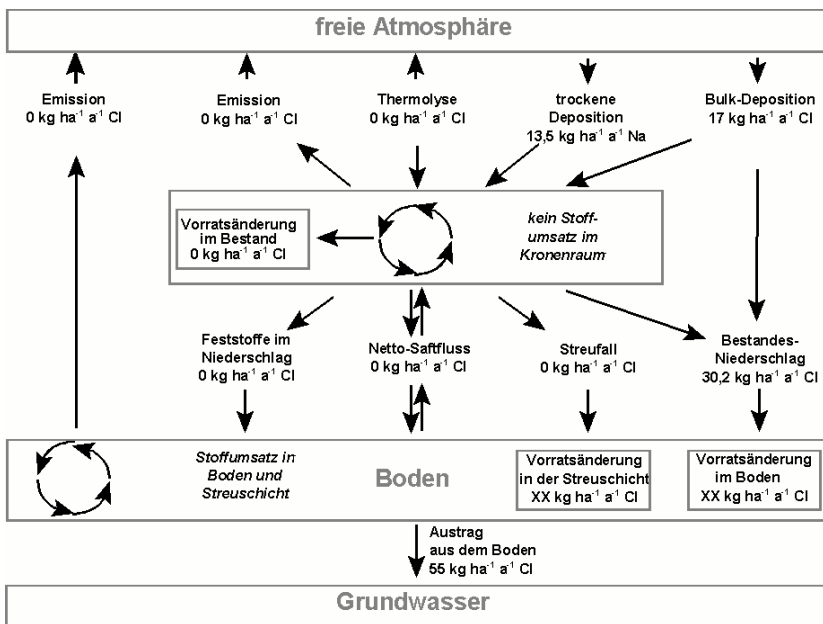 freie Atmosphäre
Emission
0 kg ha⁻¹ a⁻¹ Cl
Emission
0 kg ha⁻¹ a⁻¹ Cl
Thermolyse
0 kg ha⁻¹ a⁻¹ Cl
trockene
Deposition
13,5 kg ha⁻¹ a⁻¹ Na
Bulk-Deposition
17 kg ha⁻¹ a⁻¹ Cl
Vorratsänderung
im Bestand
0 kg ha⁻¹ a⁻¹ Cl
kein Stoff-
umsatz im
Kronenraum
Feststoffe im
Niederschlag
0 kg ha⁻¹ a⁻¹ Cl
Netto-Saftfluss
0 kg ha⁻¹ a⁻¹ Cl
Streufall
0 kg ha⁻¹ a⁻¹ Cl
Bestandes-
Niederschlag
30,2 kg ha⁻¹ a⁻¹ Cl
Stoffumsatz in
Boden und
Streuschicht
Boden
Vorratsänderung
in der Streuschicht
XX kg ha⁻¹ a⁻¹ Cl
Vorratsänderung
im Boden
XX kg ha⁻¹ a⁻¹ Cl
Austrag
aus dem Boden
55 kg ha⁻¹ a⁻¹ Cl
Grundwasser